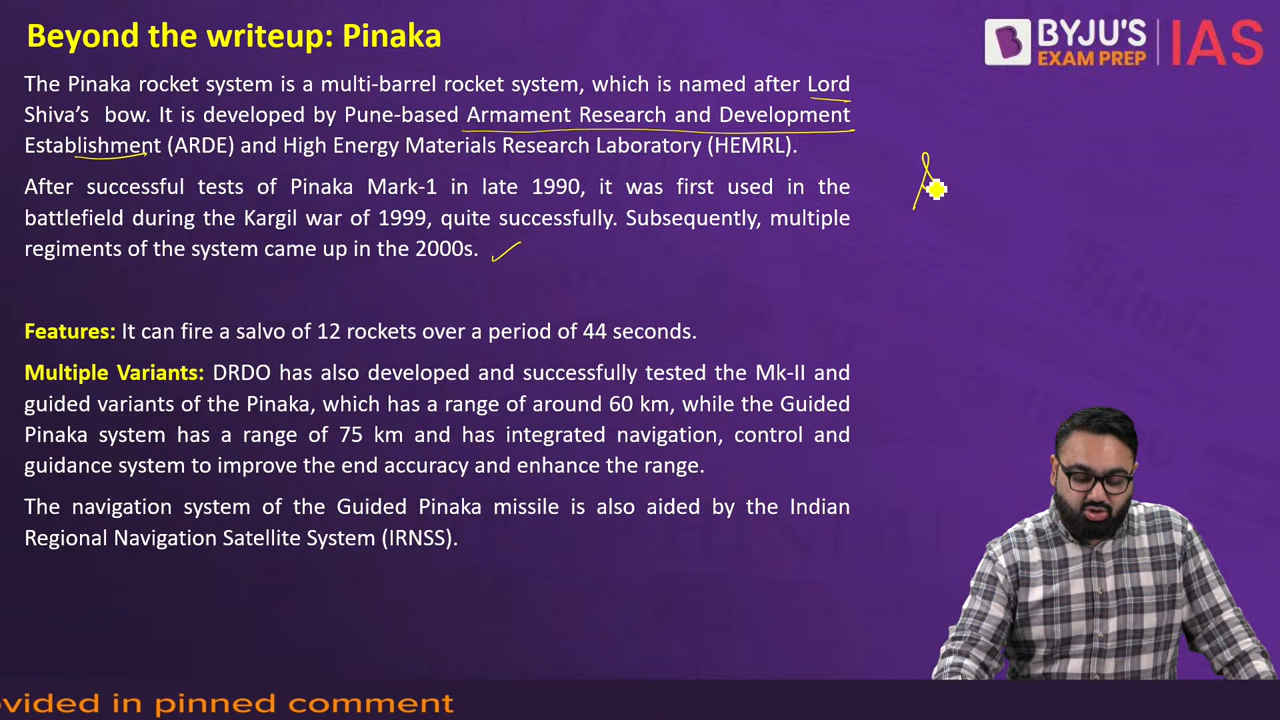 Beyond the writeup: Pinaka
BYJU'S
EXAM PREP
IAS
The Pinaka rocket system is a multi-barrel rocket system, which is named after Lord
Shiva's bow. It is developed by Pune-based Armament Research and Development
Establishment (ARDE) and High Energy Materials Research Laboratory (HEMRL).
After successful tests of Pinaka Mark-1 in late 1990, it was first used in the
battlefield during the Kargil war of 1999, quite successfully. Subsequently, multiple
regiments of the system came up in the 2000s.
Features: It can fire a salvo of 12 rockets over a period of 44 seconds.
Multiple Variants: DRDO has also developed and successfully tested the Mk-II and
guided variants of the Pinaka, which has a range of around 60 km, while the Guided
Pinaka system has a range of 75 km and has integrated navigation, control and
guidance system to improve the end accuracy and enhance the range.
The navigation system of the Guided Pinaka missile is also aided by the Indian
Regional Navigation Satellite System (IRNSS).
ovided in pinned comment